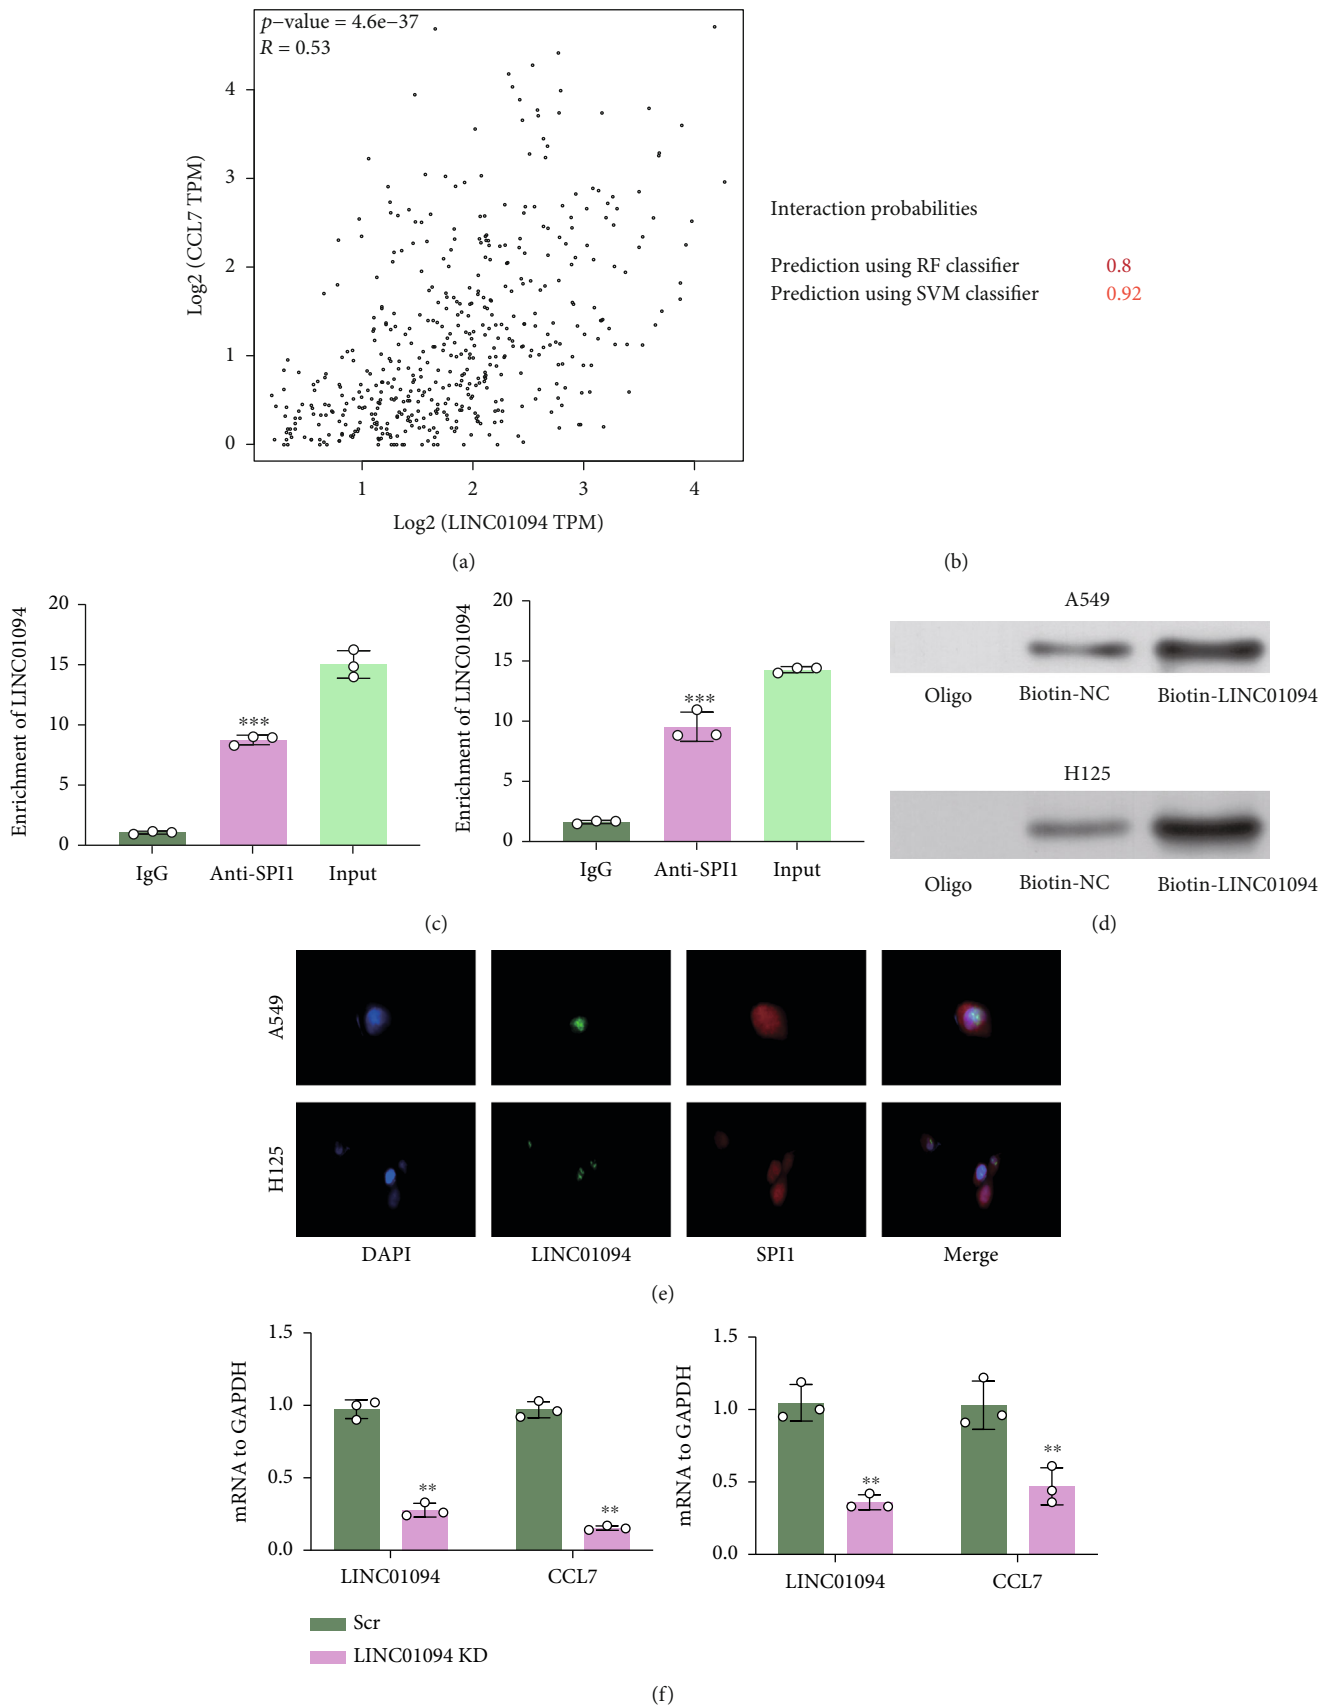 p−value = 4.6e−37
R = 0.53
4
3
2
1
0
Log2 (CCL7 TPM)
1 2 3 4
Log2 (LINC01094 TPM)
(a)
Interaction probabilities
Prediction using RF classifier 0.8
Prediction using SVM classifier 0.92
(b)
Enrichment of LINC01094
20
15
10
5
0
***
IgG Anti-SPI1 Input
Enrichment of LINC01094
20
15
10
5
0
***
IgG Anti-SPI1 Input
(c)
A549
Oligo Biotin-NC Biotin-LINC01094
H125
Oligo Biotin-NC Biotin-LINC01094
(d)
A549
H125
DAPI LINC01094 SPI1 Merge
(e)
mRNA to GAPDH
1.5
1.0
0.5
0.0
**
**
LINC01094 CCL7
mRNA to GAPDH
1.5
1.0
0.5
0.0
**
**
LINC01094 CCL7
Scr
LINC01094 KD
(f)